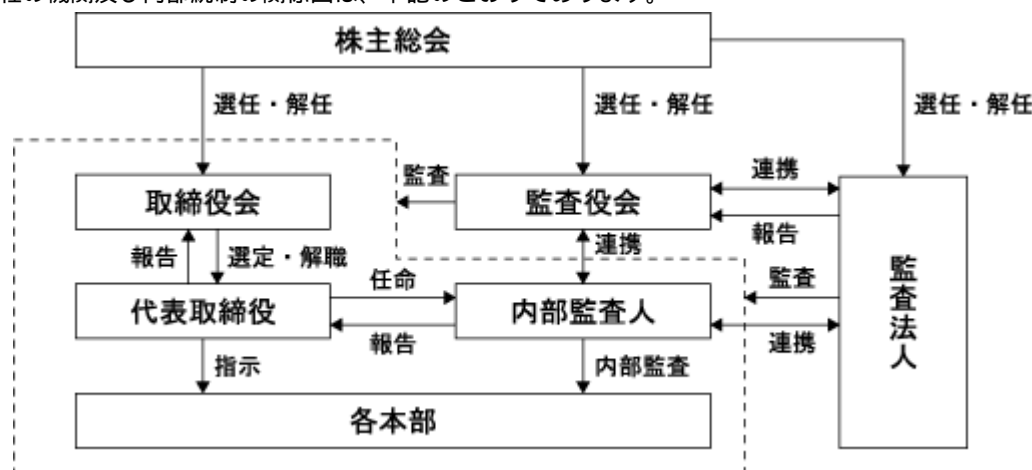 社の機関及び内部統制の関係図は、下記のとおりであります。
株主総会
選任・解任
選任・解任
選任・解任
取締役会
監査
監査役会
連携
報告
報告
選定・解職
連携
監査
代表取締役
任命
報告
内部監査人
連携
監査法人
指示
内部監査
各本部